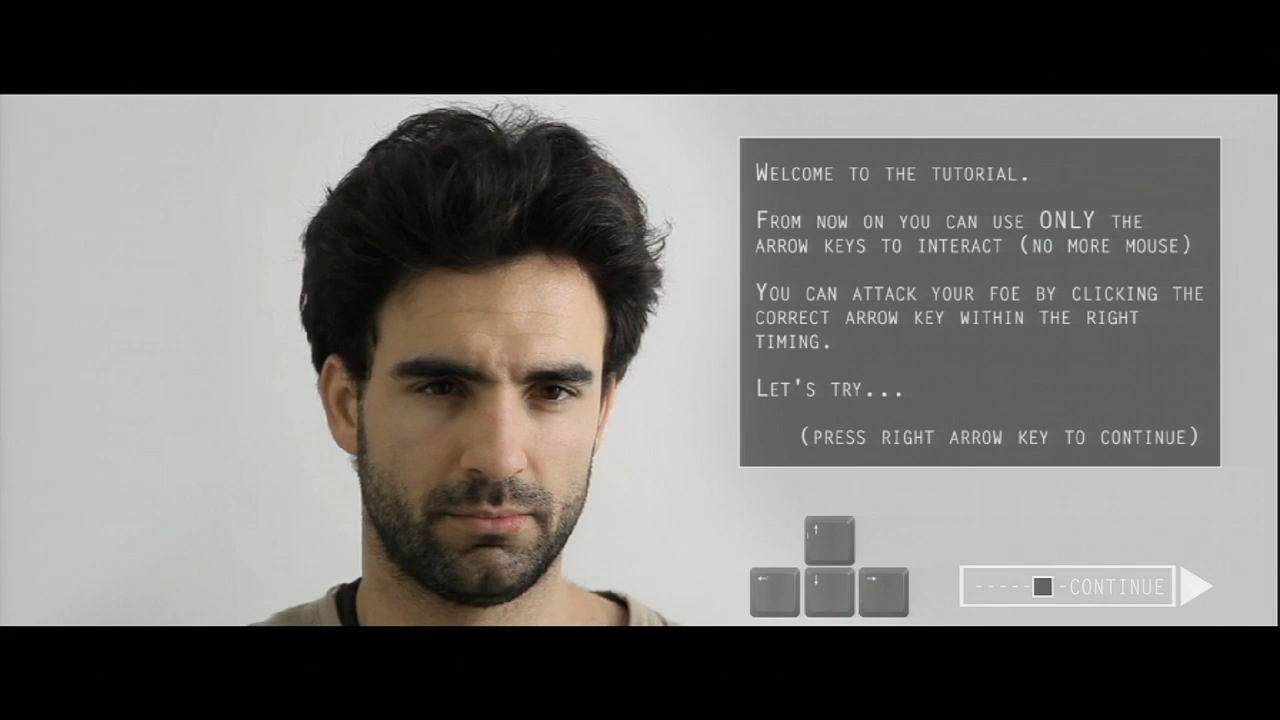 WELCOME TO THE TUTORIAL.
FROM NOW ON YOU CAN USE ONLY THE
ARROW KEYS TO INTERACT (NO MORE MOUSE)
YOU CAN ATTACK YOUR FOE BY CLICKING THE
CORRECT ARROW KEY WITHIN THE RIGHT
TIMING.
LET'S TRY...
(PRESS RIGHT ARROW KEY TO CONTINUE)
↑
← ↓ →
-----■-CONTINUE